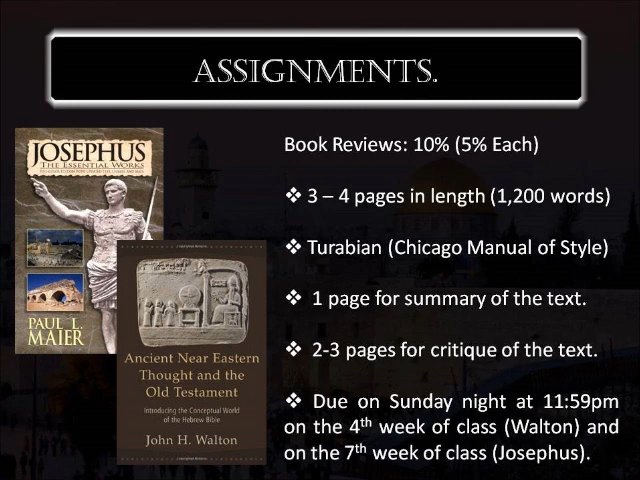 ASSIGNMENTS.
JOSEPHUS
THE ESSENTIAL WORKS
PAUL L.
MAIER
Ancient Near Eastern
Thought and the
Old Testament
Introducing the Conceptual World
of the Hebrew Bible
John H. Walton
Book Reviews: 10% (5% Each)
❖ 3 – 4 pages in length (1,200 words)
❖ Turabian (Chicago Manual of Style)
❖ 1 page for summary of the text.
❖ 2-3 pages for critique of the text.
❖ Due on Sunday night at 11:59pm
on the 4th week of class (Walton) and
on the 7th week of class (Josephus).